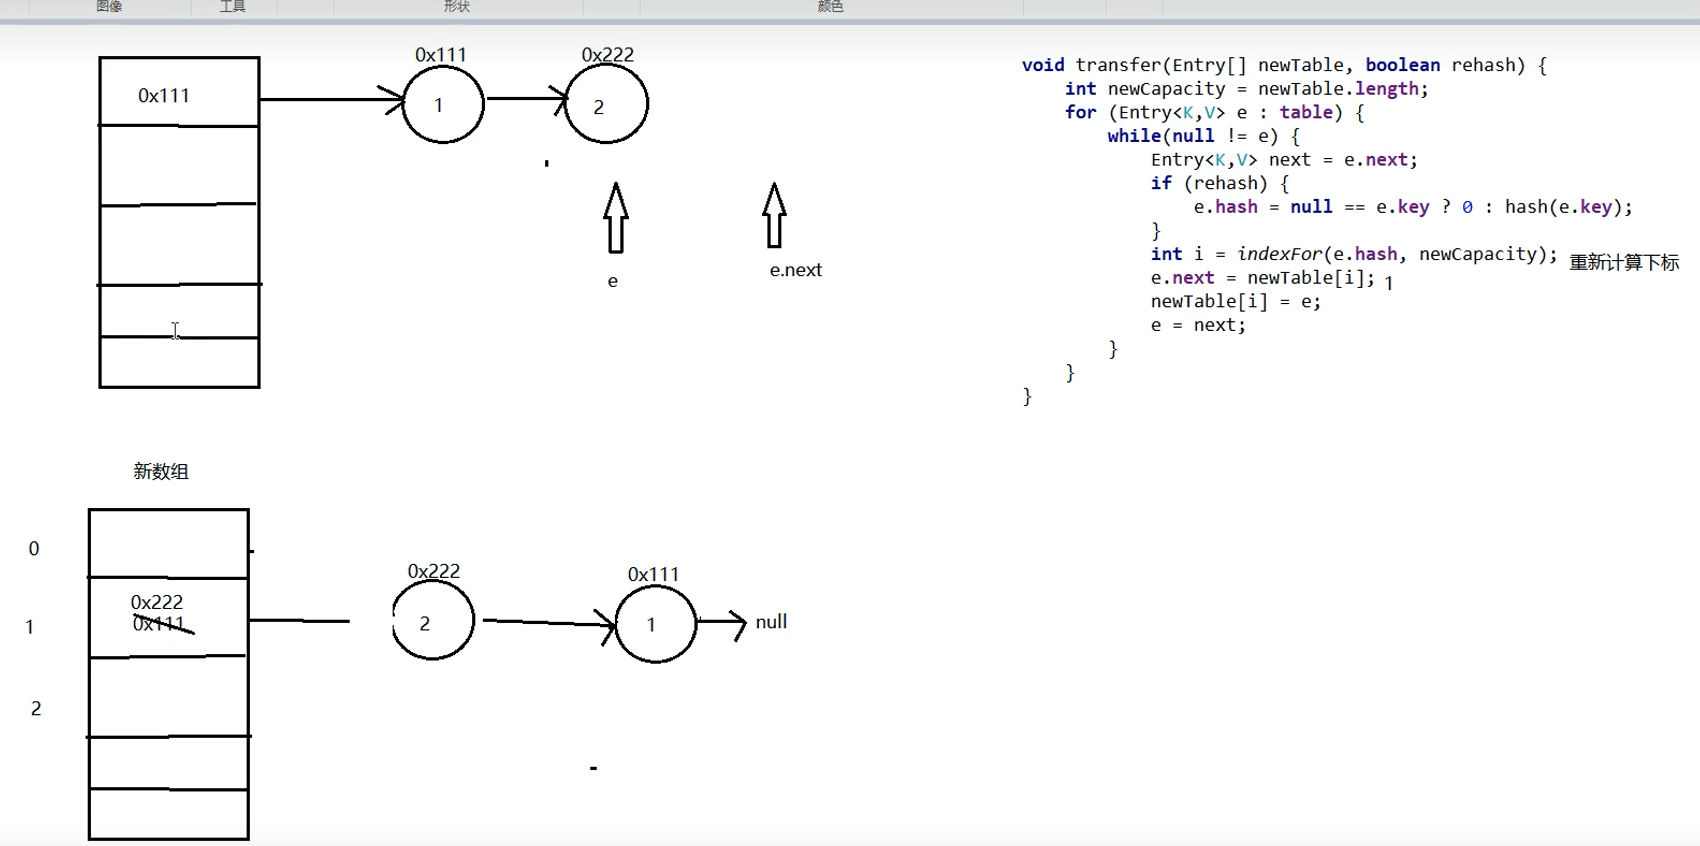 图像 工具 形状 颜色
0x111 0x222
0x111 1 2
e e.next
void transfer(Entry[] newTable, boolean rehash) {
int newCapacity = newTable.length;
for (Entry<K,V> e : table) {
while(null != e) {
Entry<K,V> next = e.next;
if (rehash) {
e.hash = null == e.key ? 0 : hash(e.key);
}
int i = indexFor(e.hash, newCapacity); 重新计算下标
e.next = newTable[i]; 1
newTable[i] = e;
e = next;
}
}
}
新数组
0
0x222 0x111
0x222
0x111
1 2 1 null
2